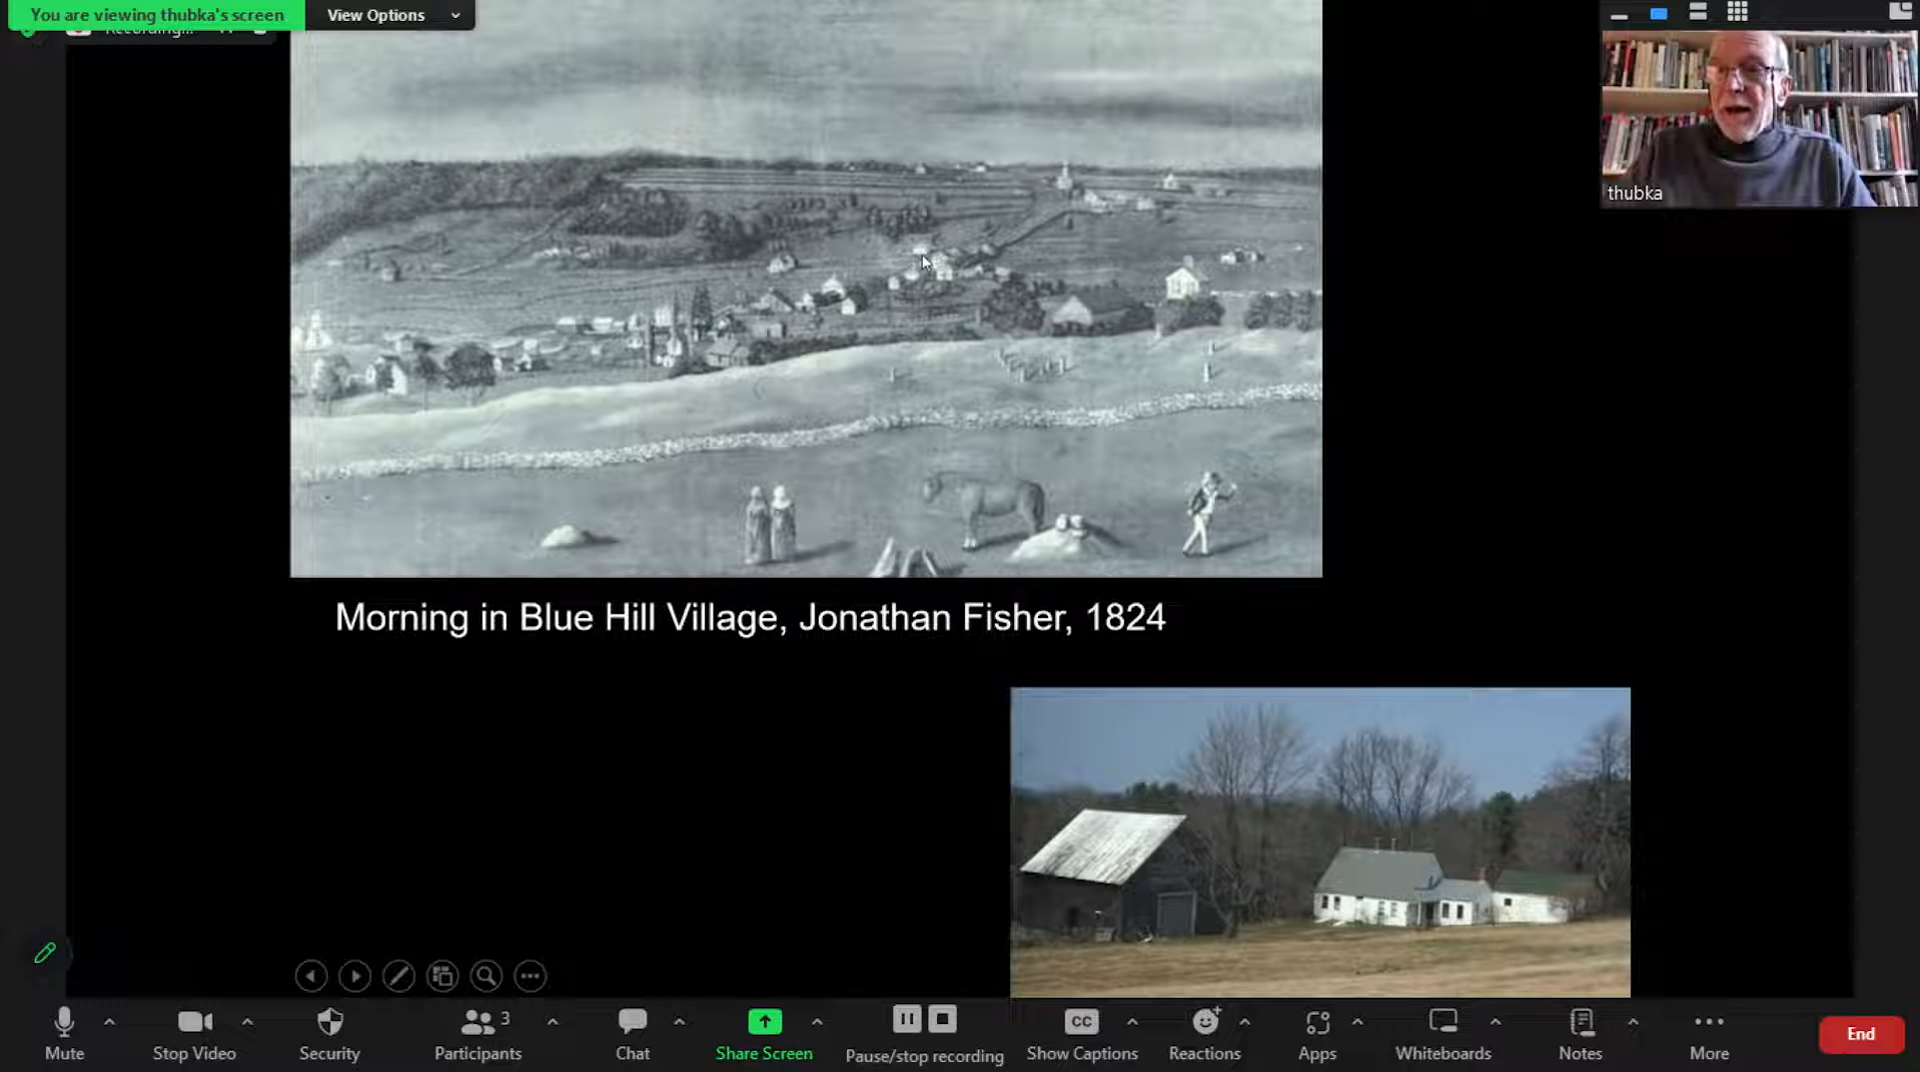 You are viewing thubka's screen
View Options
Recording...
thubka
Morning in Blue Hill Village, Jonathan Fisher, 1824
3
CC
Mute
Stop Video
Security
Participants
Chat
Share Screen
Pause/stop recording
Show Captions
Reactions
Apps
Whiteboards
Notes
More
End